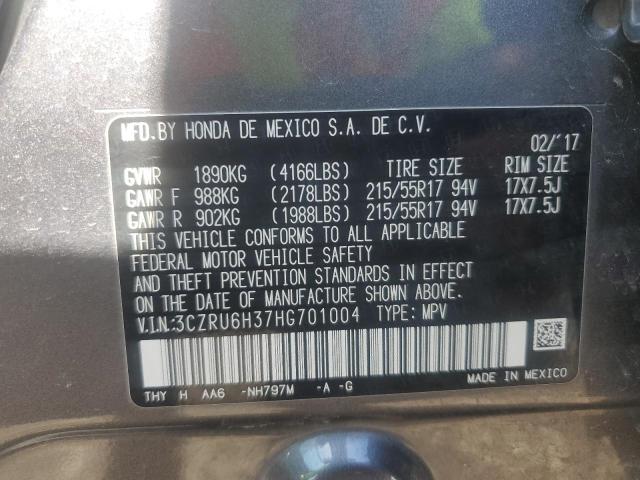 MFD.BY HONDA DE MEXICO S.A. DE C.V.
02/'17
GVWR 1890KG (4166LBS) TIRE SIZE RIM SIZE
GAWR F 988KG (2178LBS) 215/55R17 94V 17X7.5J
GAWR R 902KG (1988LBS) 215/55R17 94V 17X7.5J
THIS VEHICLE CONFORMS TO ALL APPLICABLE
FEDERAL MOTOR VEHICLE SAFETY
AND THEFT PREVENTION STANDARDS IN EFFECT
ON THE DATE OF MANUFACTURE SHOWN ABOVE.
V.I.N.:3CZRU6H37HG701004 TYPE: MPV
THY H AA6 -NH797M -A -G MADE IN MEXICO